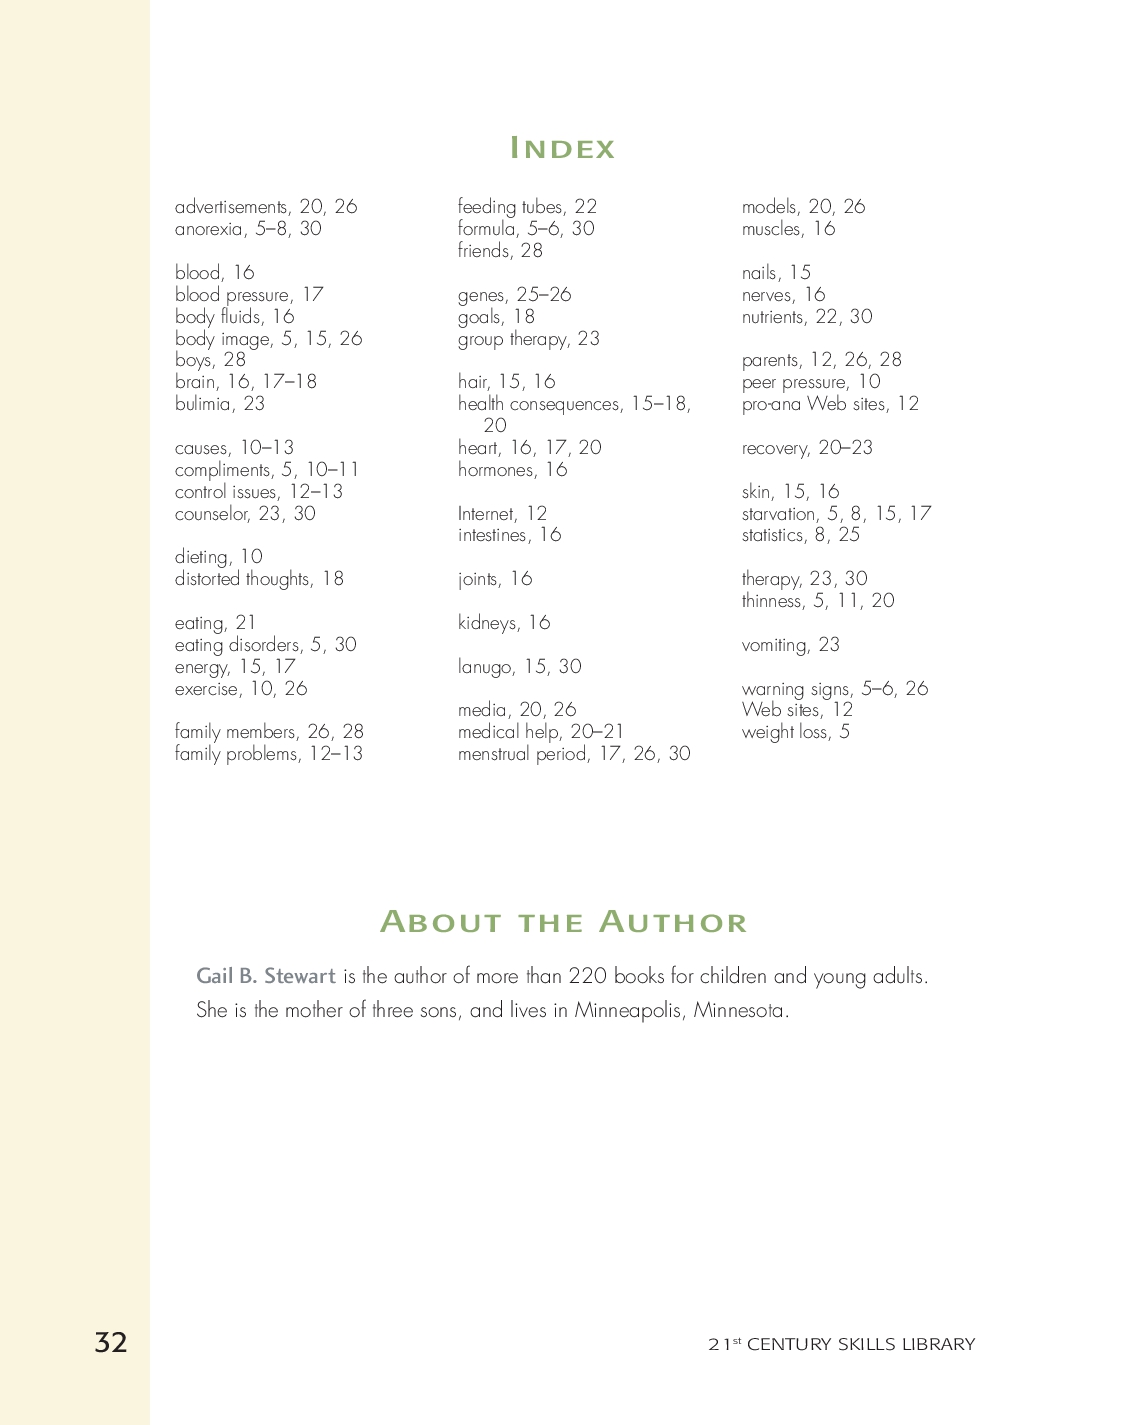 INDEX
advertisements, 20, 26
anorexia, 5–8, 30
blood, 16
blood pressure, 17
body fluids, 16
body image, 5, 15, 26
boys, 28
brain, 16, 17–18
bulimia, 23
causes, 10–13
compliments, 5, 10–11
control issues, 12–13
counselor, 23, 30
dieting, 10
distorted thoughts, 18
eating, 21
eating disorders, 5, 30
energy, 15, 17
exercise, 10, 26
family members, 26, 28
family problems, 12–13
feeding tubes, 22
formula, 5–6, 30
friends, 28
genes, 25–26
goals, 18
group therapy, 23
hair, 15, 16
health consequences, 15–18,
20
heart, 16, 17, 20
hormones, 16
Internet, 12
intestines, 16
joints, 16
kidneys, 16
lanugo, 15, 30
media, 20, 26
medical help, 20–21
menstrual period, 17, 26, 30
models, 20, 26
muscles, 16
nails, 15
nerves, 16
nutrients, 22, 30
parents, 12, 26, 28
peer pressure, 10
pro-ana Web sites, 12
recovery, 20–23
skin, 15, 16
starvation, 5, 8, 15, 17
statistics, 8, 25
therapy, 23, 30
thinness, 5, 11, 20
vomiting, 23
warning signs, 5–6, 26
Web sites, 12
weight loss, 5
ABOUT THE AUTHOR
Gail B. Stewart is the author of more than 220 books for children and young adults.
She is the mother of three sons, and lives in Minneapolis, Minnesota.
32
21st CENTURY SKILLS LIBRARY